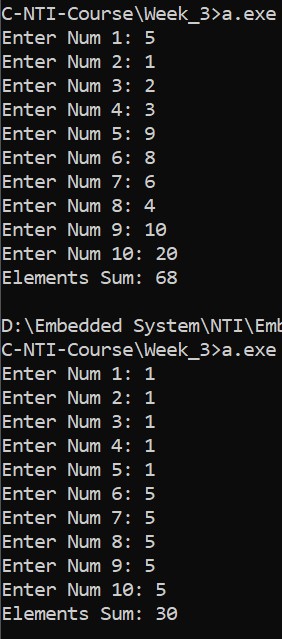 C-NTI-Course\Week_3>a.exe
Enter Num 1: 5
Enter Num 2: 1
Enter Num 3: 2
Enter Num 4: 3
Enter Num 5: 9
Enter Num 6: 8
Enter Num 7: 6
Enter Num 8: 4
Enter Num 9: 10
Enter Num 10: 20
Elements Sum: 68
D:\Embedded System\NTI\Emb
C-NTI-Course\Week_3>a.exe
Enter Num 1: 1
Enter Num 2: 1
Enter Num 3: 1
Enter Num 4: 1
Enter Num 5: 1
Enter Num 6: 5
Enter Num 7: 5
Enter Num 8: 5
Enter Num 9: 5
Enter Num 10: 5
Elements Sum: 30